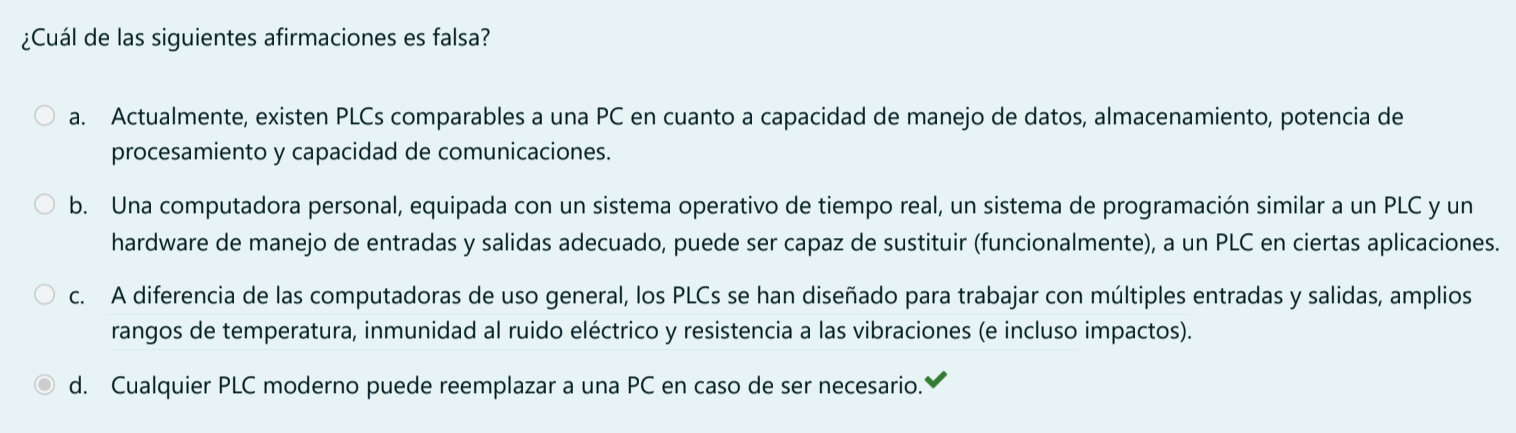 ¿Cuál de las siguientes afirmaciones es falsa?
a. Actualmente, existen PLCs comparables a una PC en cuanto a capacidad de manejo de datos, almacenamiento, potencia de
procesamiento y capacidad de comunicaciones.
b. Una computadora personal, equipada con un sistema operativo de tiempo real, un sistema de programación similar a un PLC y un
hardware de manejo de entradas y salidas adecuado, puede ser capaz de sustituir (funcionalmente), a un PLC en ciertas aplicaciones.
c. A diferencia de las computadoras de uso general, los PLCs se han diseñado para trabajar con múltiples entradas y salidas, amplios
rangos de temperatura, inmunidad al ruido eléctrico y resistencia a las vibraciones (e incluso impactos).
d. Cualquier PLC moderno puede reemplazar a una PC en caso de ser necesario.